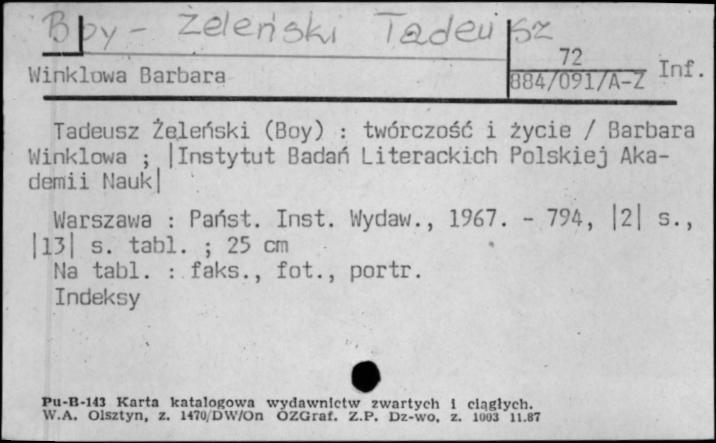 Boy - Żeleński Tadeusz
72
884/091/A-Z Inf.
Winklowa Barbara
Tadeusz Żeleński (Boy) : twórczość i życie / Barbara
Winklowa ; |Instytut Badań Literackich Polskiej Aka-
demii Nauk|
Warszawa : Państ. Inst. Wydaw., 1967. - 794, |2| s.,
|13| s. tabl. ; 25 cm
Na tabl. : faks., fot., portr.
Indeksy
Pu-B-143 Karta katalogowa wydawnictw zwartych i ciągłych.
W.A. Olsztyn, z. 1470/DW/On OZGraf. Z.P. Dz-wo, z. 1003 11.87